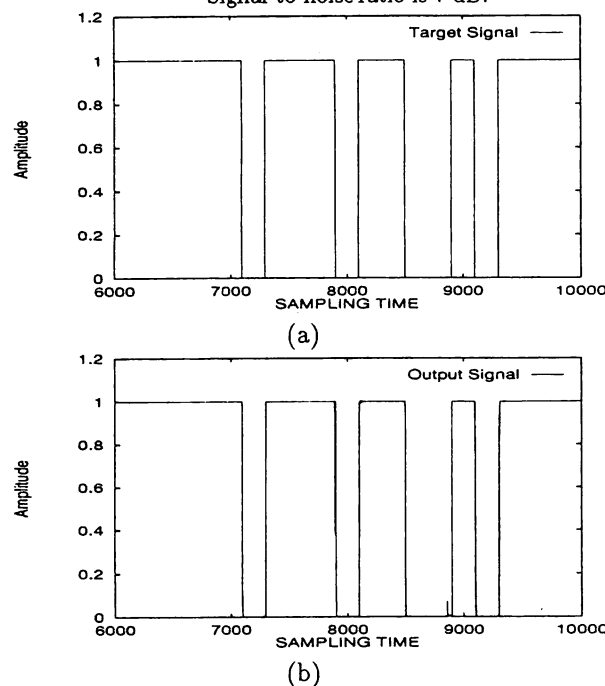 Signal to noise ratio is 7 dB.
1.2
Target Signal
1
0.8
0.6
0.4
0.2
0
Amplitude
6000 7000 8000 9000 10000
SAMPLING TIME
(a)
1.2
Output Signal
1
0.8
0.6
0.4
0.2
0
Amplitude
6000 7000 8000 9000 10000
SAMPLING TIME
(b)